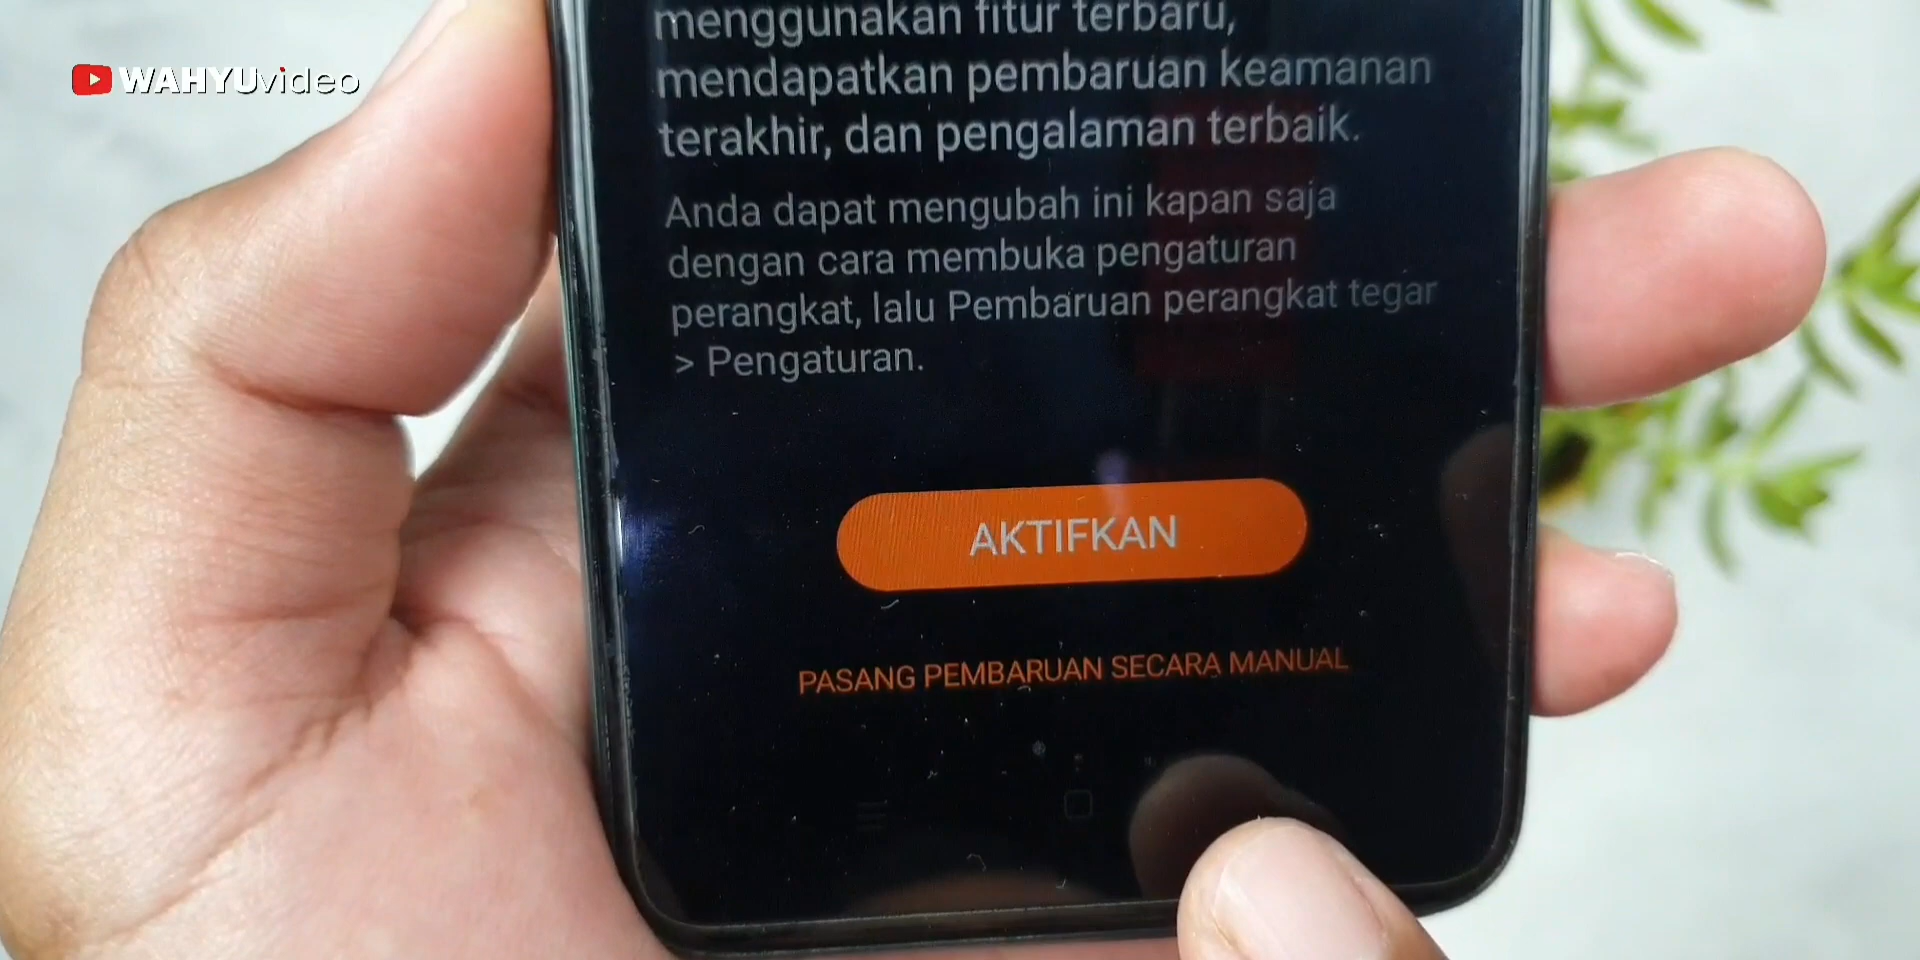 WAHYUvideo
menggunakan fitur terbaru,
mendapatkan pembaruan keamanan
terakhir, dan pengalaman terbaik.
Anda dapat mengubah ini kapan saja
dengan cara membuka pengaturan
perangkat, lalu Pembaruan perangkat tegar
> Pengaturan.
AKTIFKAN
PASANG PEMBARUAN SECARA MANUAL